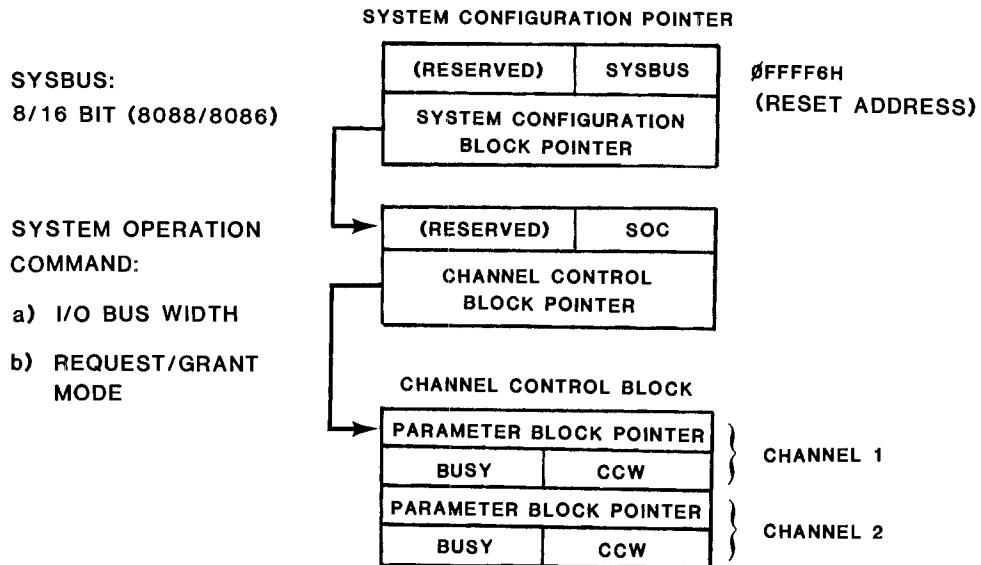 SYSTEM CONFIGURATION POINTER
SYSBUS:
8/16 BIT (8088/8086)
(RESERVED) SYSBUS
ØFFFF6H
(RESET ADDRESS)
SYSTEM CONFIGURATION
BLOCK POINTER
SYSTEM OPERATION
COMMAND:
a) I/O BUS WIDTH
b) REQUEST/GRANT
MODE
(RESERVED) SOC
CHANNEL CONTROL
BLOCK POINTER
CHANNEL CONTROL BLOCK
PARAMETER BLOCK POINTER
BUSY CCW
CHANNEL 1
PARAMETER BLOCK POINTER
BUSY CCW
CHANNEL 2